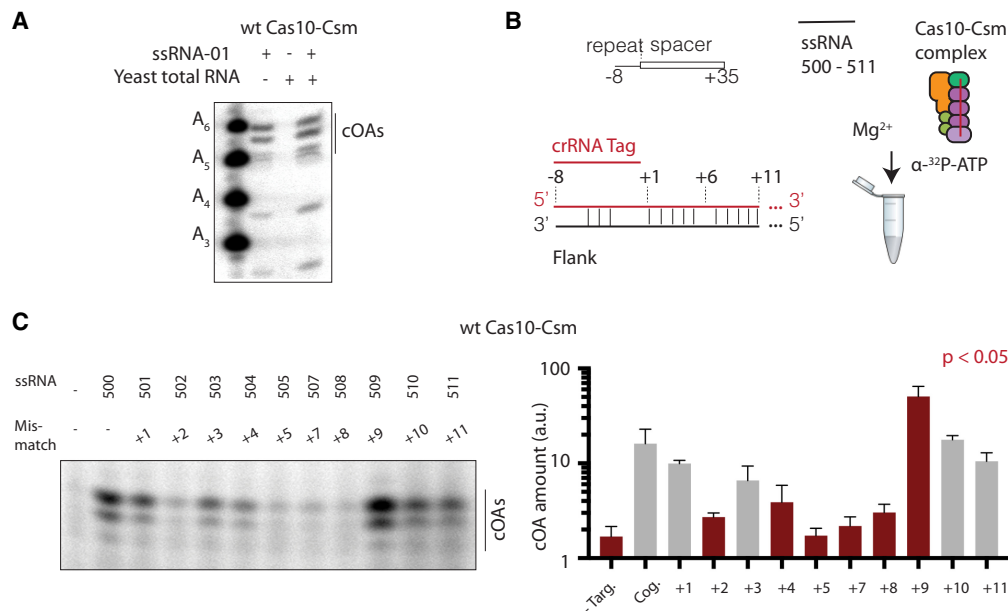 A
wt Cas10-Csm
ssRNA-01 + - +
Yeast total RNA - + +
A6
A5
A4
A3
cOAs
B
repeat spacer
-8 +35
ssRNA
500 - 511
Cas10-Csm
complex
Mg2+
α-32P-ATP
crRNA Tag
-8 +1 +6 +11
5’ ... 3’
3’ ... 5’
Flank
C
wt Cas10-Csm
ssRNA - 500 501 502 503 504 505 507 508 509 510 511
Mis-
match - - +1 +2 +3 +4 +5 +7 +8 +9 +10 +11
cOAs
p < 0.05
cOA amount (a.u.)
100
10
1
- Targ. Cog. +1 +2 +3 +4 +5 +7 +8 +9 +10 +11